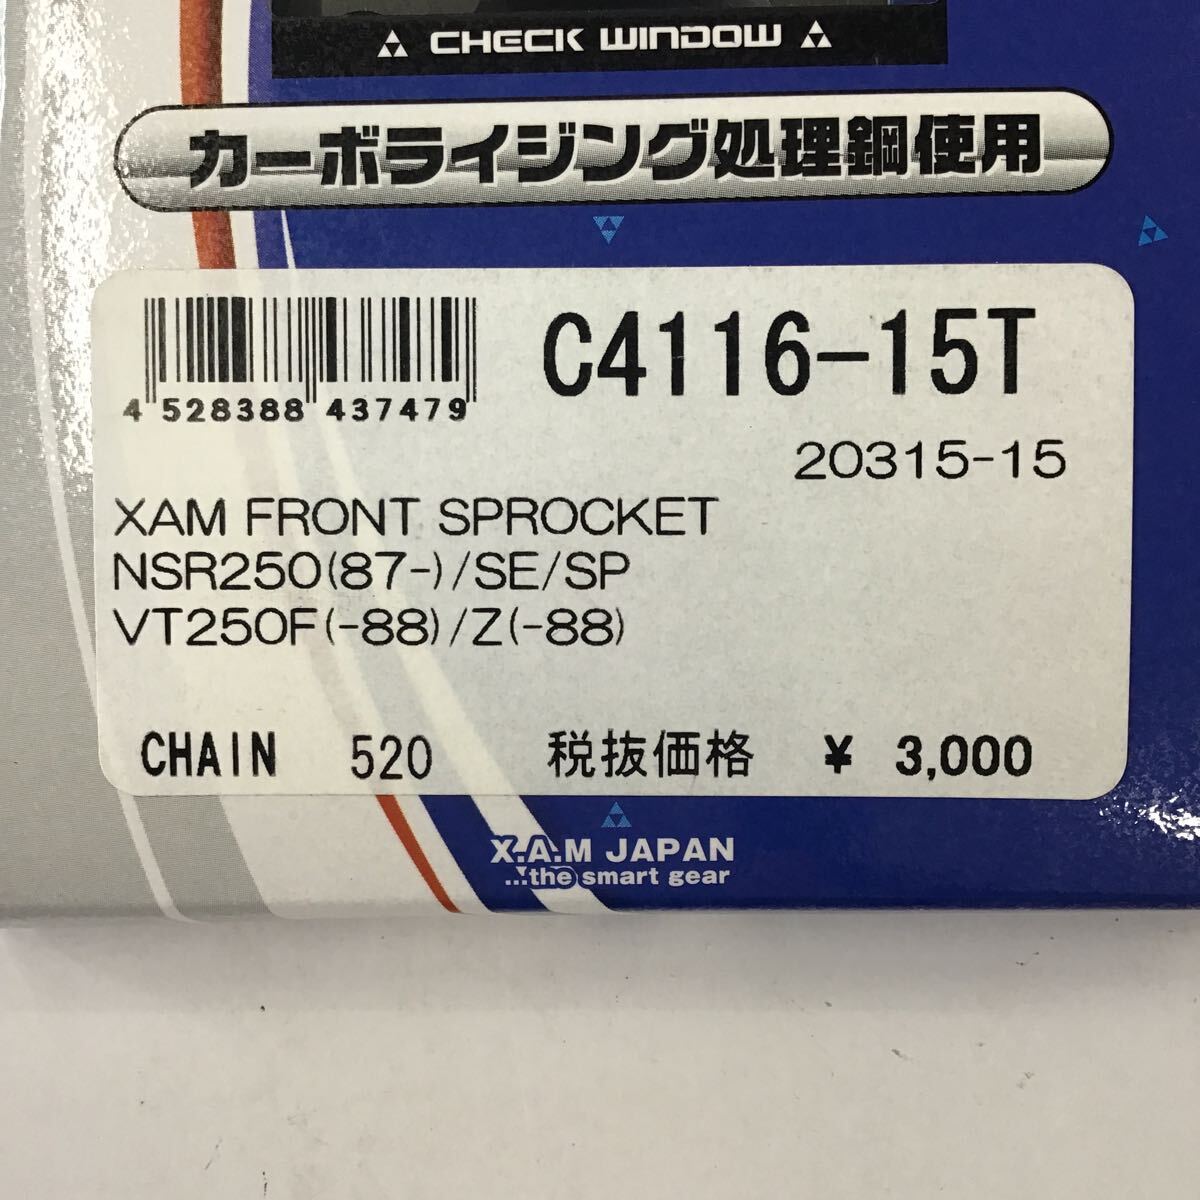 CHECK WINDOW
カーボライジング処理鋼使用
4 528388 437479
C4116-15T
20315-15
XAM FRONT SPROCKET
NSR250(87-)/SE/SP
VT250F(-88)/Z(-88)
CHAIN 520 税抜価格 ¥ 3,000
X.A.M JAPAN
...the smart gear